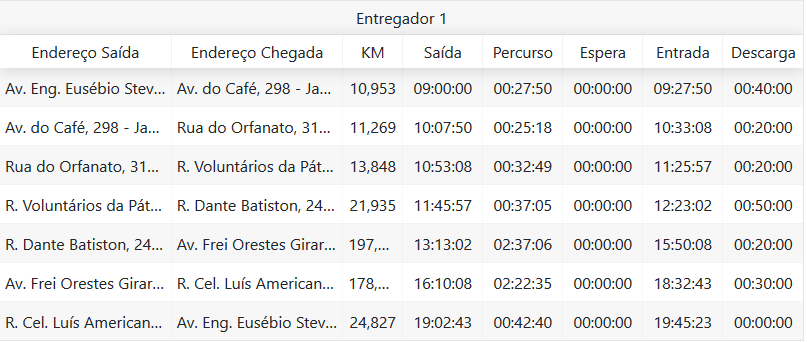 Entregador 1
Endereço Saída Endereço Chegada KM Saída Percurso Espera Entrada Descarga
Av. Eng. Eusébio Stev... Av. do Café, 298 - Ja... 10,953 09:00:00 00:27:50 00:00:00 09:27:50 00:40:00
Av. do Café, 298 - Ja... Rua do Orfanato, 31... 11,269 10:07:50 00:25:18 00:00:00 10:33:08 00:20:00
Rua do Orfanato, 31... R. Voluntários da Pát... 13,848 10:53:08 00:32:49 00:00:00 11:25:57 00:20:00
R. Voluntários da Pát... R. Dante Batiston, 24... 21,935 11:45:57 00:37:05 00:00:00 12:23:02 00:50:00
R. Dante Batiston, 24... Av. Frei Orestes Girar... 197,... 13:13:02 02:37:06 00:00:00 15:50:08 00:20:00
Av. Frei Orestes Girar... R. Cel. Luís American... 178,... 16:10:08 02:22:35 00:00:00 18:32:43 00:30:00
R. Cel. Luís American... Av. Eng. Eusébio Stev... 24,827 19:02:43 00:42:40 00:00:00 19:45:23 00:00:00